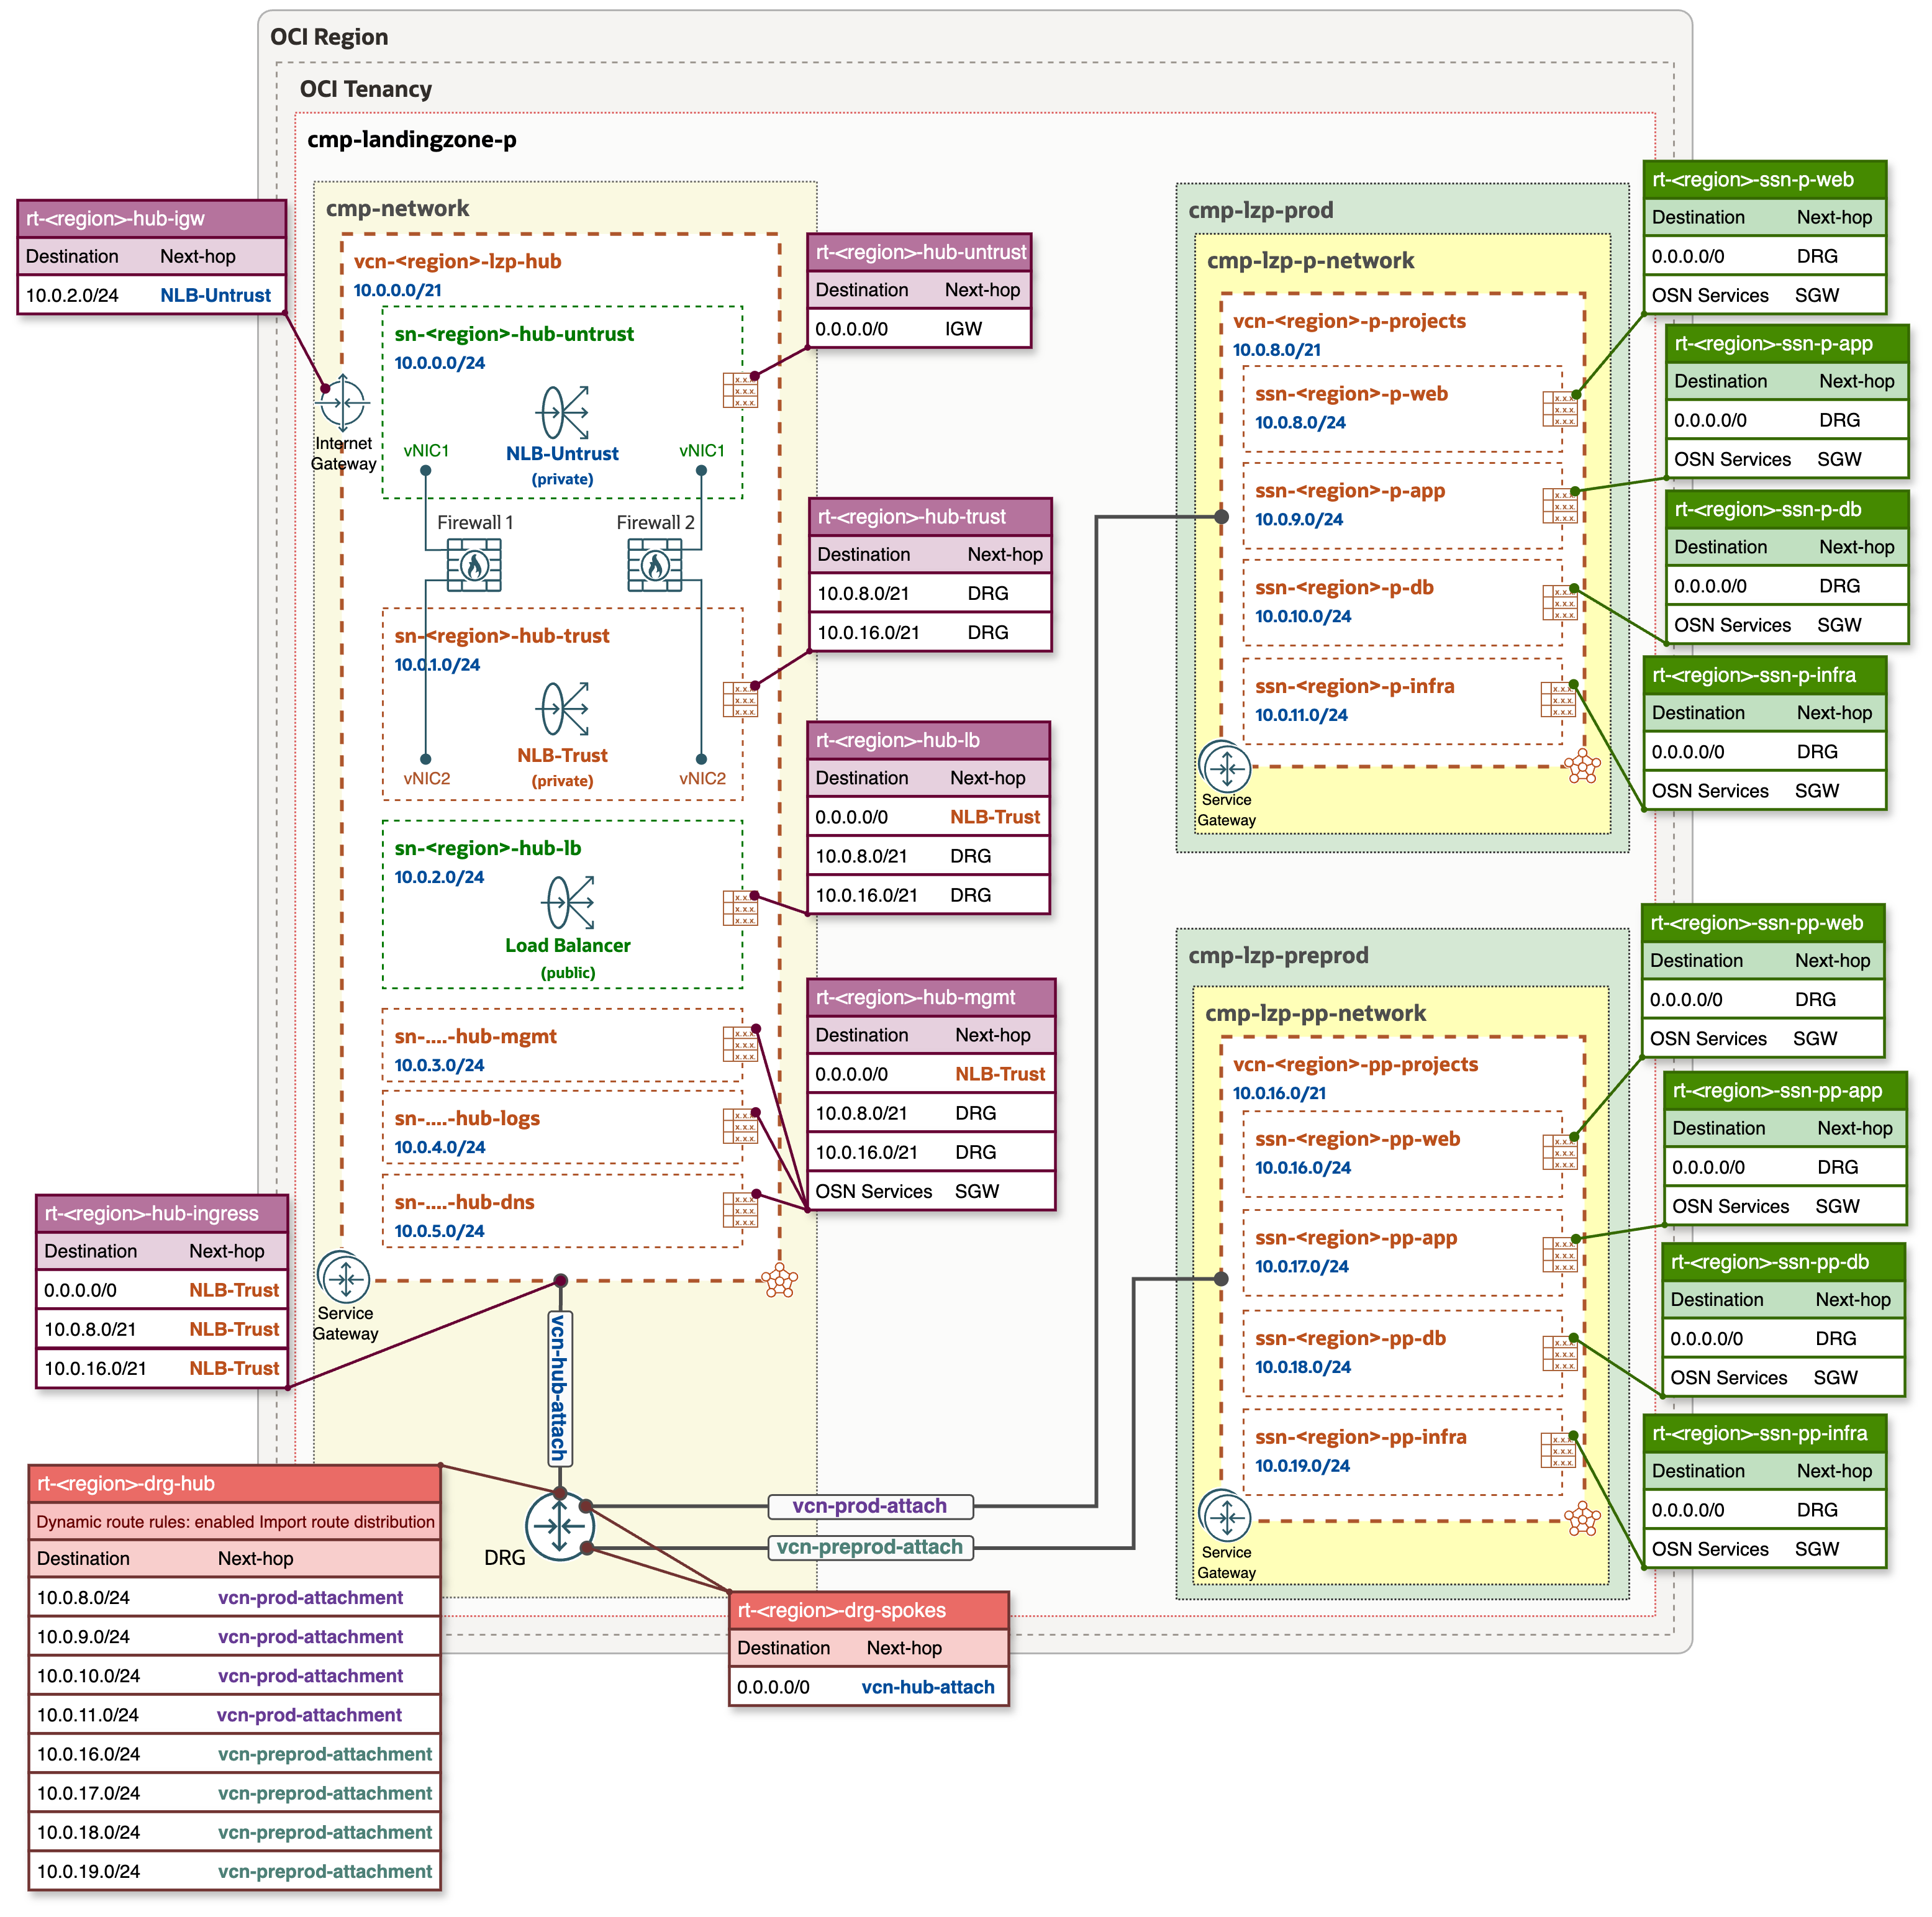 OCI Region
OCI Tenancy
cmp-landingzone-p
rt-<region>-hub-igw
Destination Next-hop
10.0.2.0/24 NLB-Untrust
cmp-network
vcn-<region>-lzp-hub
10.0.0.0/21
sn-<region>-hub-untrust
10.0.0.0/24
NLB-Untrust
(private)
vNIC1
vNIC1
Internet
Gateway
Firewall 1
Firewall 2
sn-<region>-hub-trust
10.0.1.0/24
NLB-Trust
(private)
vNIC2
vNIC2
sn-<region>-hub-lb
10.0.2.0/24
Load Balancer
(public)
sn-....-hub-mgmt
10.0.3.0/24
sn-....-hub-logs
10.0.4.0/24
sn-....-hub-dns
10.0.5.0/24
Service
Gateway
rt-<region>-hub-untrust
Destination Next-hop
0.0.0.0/0 IGW
rt-<region>-hub-trust
Destination Next-hop
10.0.8.0/21 DRG
10.0.16.0/21 DRG
rt-<region>-hub-lb
Destination Next-hop
0.0.0.0/0 NLB-Trust
10.0.8.0/21 DRG
10.0.16.0/21 DRG
rt-<region>-hub-mgmt
Destination Next-hop
0.0.0.0/0 NLB-Trust
10.0.8.0/21 DRG
10.0.16.0/21 DRG
OSN Services SGW
rt-<region>-hub-ingress
Destination Next-hop
0.0.0.0/0 NLB-Trust
10.0.8.0/21 NLB-Trust
10.0.16.0/21 NLB-Trust
vcn-hub-attach
DRG
vcn-prod-attach
vcn-preprod-attach
rt-<region>-drg-hub
Dynamic route rules: enabled Import route distribution
Destination Next-hop
10.0.8.0/24 vcn-prod-attachment
10.0.9.0/24 vcn-prod-attachment
10.0.10.0/24 vcn-prod-attachment
10.0.11.0/24 vcn-prod-attachment
10.0.16.0/24 vcn-preprod-attachment
10.0.17.0/24 vcn-preprod-attachment
10.0.18.0/24 vcn-preprod-attachment
10.0.19.0/24 vcn-preprod-attachment
rt-<region>-drg-spokes
Destination Next-hop
0.0.0.0/0 vcn-hub-attach
cmp-lzp-prod
cmp-lzp-p-network
vcn-<region>-p-projects
10.0.8.0/21
ssn-<region>-p-web
10.0.8.0/24
ssn-<region>-p-app
10.0.9.0/24
ssn-<region>-p-db
10.0.10.0/24
ssn-<region>-p-infra
10.0.11.0/24
Service
Gateway
rt-<region>-ssn-p-web
Destination Next-hop
0.0.0.0/0 DRG
OSN Services SGW
rt-<region>-ssn-p-app
Destination Next-hop
0.0.0.0/0 DRG
OSN Services SGW
rt-<region>-ssn-p-db
Destination Next-hop
0.0.0.0/0 DRG
OSN Services SGW
rt-<region>-ssn-p-infra
Destination Next-hop
0.0.0.0/0 DRG
OSN Services SGW
cmp-lzp-preprod
cmp-lzp-pp-network
vcn-<region>-pp-projects
10.0.16.0/21
ssn-<region>-pp-web
10.0.16.0/24
ssn-<region>-pp-app
10.0.17.0/24
ssn-<region>-pp-db
10.0.18.0/24
ssn-<region>-pp-infra
10.0.19.0/24
Service
Gateway
rt-<region>-ssn-pp-web
Destination Next-hop
0.0.0.0/0 DRG
OSN Services SGW
rt-<region>-ssn-pp-app
Destination Next-hop
0.0.0.0/0 DRG
OSN Services SGW
rt-<region>-ssn-pp-db
Destination Next-hop
0.0.0.0/0 DRG
OSN Services SGW
rt-<region>-ssn-pp-infra
Destination Next-hop
0.0.0.0/0 DRG
OSN Services SGW